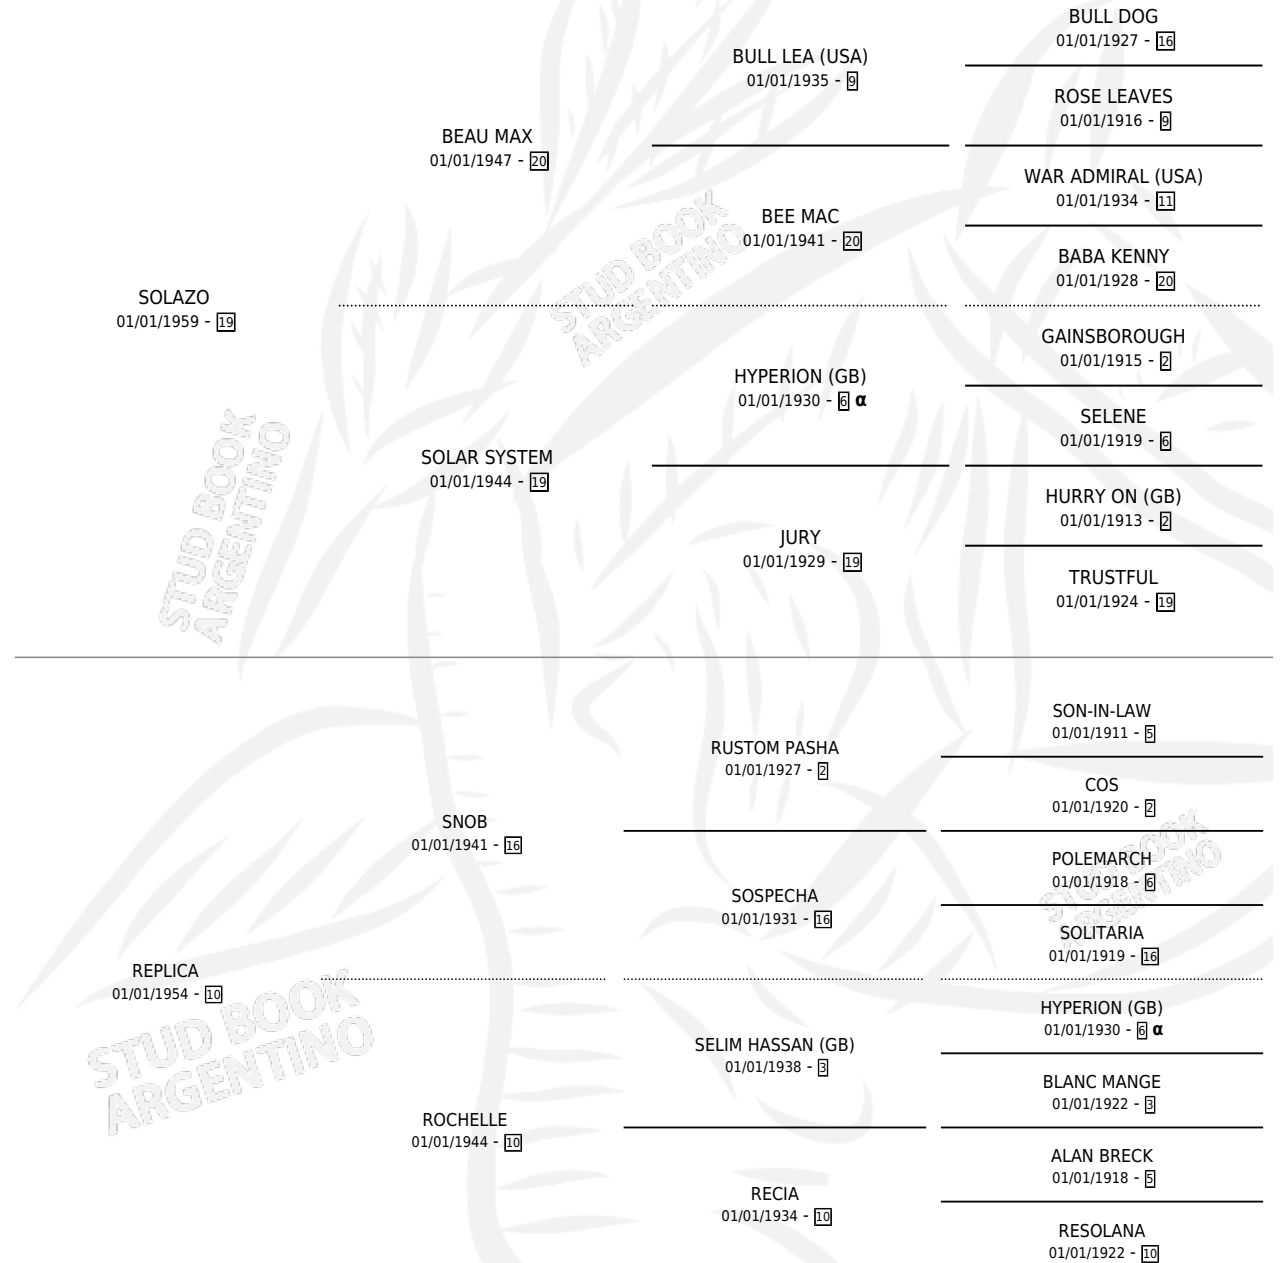 BULL DOG
01/01/1927 - 16
BULL LEA (USA)
01/01/1935 - 9
ROSE LEAVES
01/01/1916 - 9
BEAU MAX
01/01/1947 - 20
WAR ADMIRAL (USA)
01/01/1934 - 11
BEE MAC
01/01/1941 - 20
BABA KENNY
01/01/1928 - 20
SOLAZO
01/01/1959 - 19
GAINSBOROUGH
01/01/1915 - 2
HYPERION (GB)
01/01/1930 - 6 α
SELENE
01/01/1919 - 6
SOLAR SYSTEM
01/01/1944 - 19
HURRY ON (GB)
01/01/1913 - 2
JURY
01/01/1929 - 19
TRUSTFUL
01/01/1924 - 19
SON-IN-LAW
01/01/1911 - 5
RUSTOM PASHA
01/01/1927 - 2
COS
01/01/1920 - 2
SNOB
01/01/1941 - 16
POLEMARCH
01/01/1918 - 6
SOSPECHA
01/01/1931 - 16
SOLITARIA
01/01/1919 - 16
REPLICA
01/01/1954 - 10
HYPERION (GB)
01/01/1930 - 6 α
SELIM HASSAN (GB)
01/01/1938 - 3
BLANC MANGE
01/01/1922 - 3
ROCHELLE
01/01/1944 - 10
ALAN BRECK
01/01/1918 - 5
RECIA
01/01/1934 - 10
RESOLANA
01/01/1922 - 10
STUD BOOK
ARGENTINO
STUD BOOK
ARGENTINO
STUD BOOK
ARGENTINO
STUD BOOK
ARGENTINO